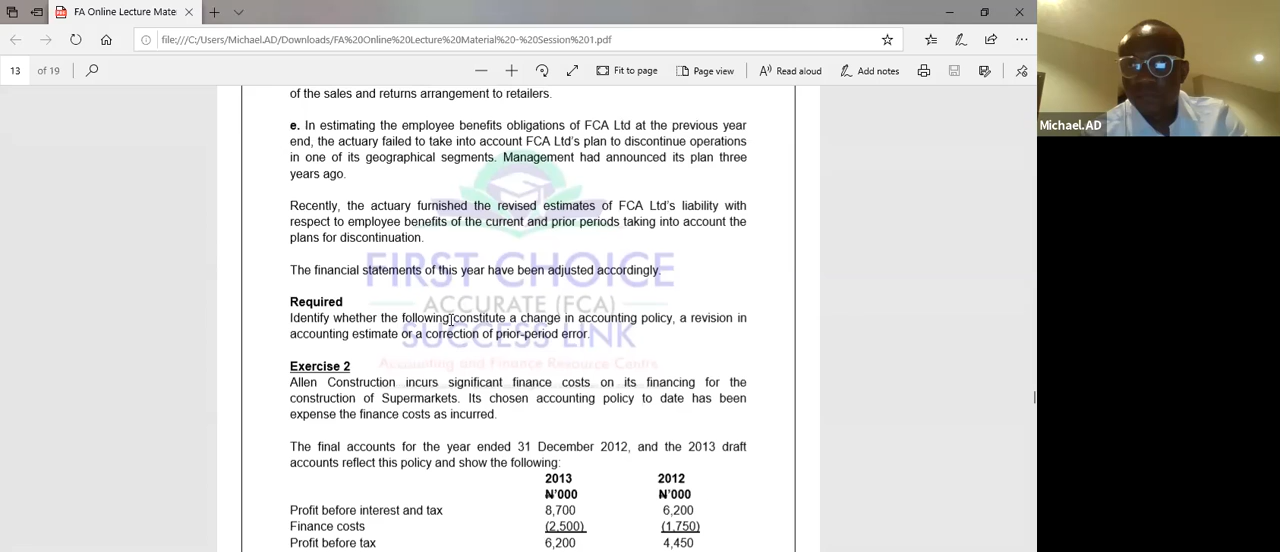 FA Online Lecture Mate
file:///C:/Users/Michael.AD/Downloads/FA%20Online%20Lecture%20Material%20-%20Session%201.pdf
13 of 19
Fit to page
Page view
Read aloud
Add notes
Michael.AD
of the sales and returns arrangement to retailers.
e. In estimating the employee benefits obligations of FCA Ltd at the previous year
end, the actuary failed to take into account FCA Ltd's plan to discontinue operations
in one of its geographical segments. Management had announced its plan three
years ago.
Recently, the actuary furnished the revised estimates of FCA Ltd's liability with
respect to employee benefits of the current and prior periods taking into account the
plans for discontinuation.
FIRST CHOICE
The financial statements of this year have been adjusted accordingly.
Required
ACCURATE (FCA)
Identify whether the following constitute a change in accounting policy, a revision in
accounting estimate or a correction of prior-period error.
SUCCESS LINK
Accounting and Finance Resource Centre
Exercise 2
Allen Construction incurs significant finance costs on its financing for the
construction of Supermarkets. Its chosen accounting policy to date has been
expense the finance costs as incurred.
The final accounts for the year ended 31 December 2012, and the 2013 draft
accounts reflect this policy and show the following:
2013 2012
₦'000 ₦'000
Profit before interest and tax 8,700 6,200
Finance costs (2,500) (1,750)
Profit before tax 6,200 4,450